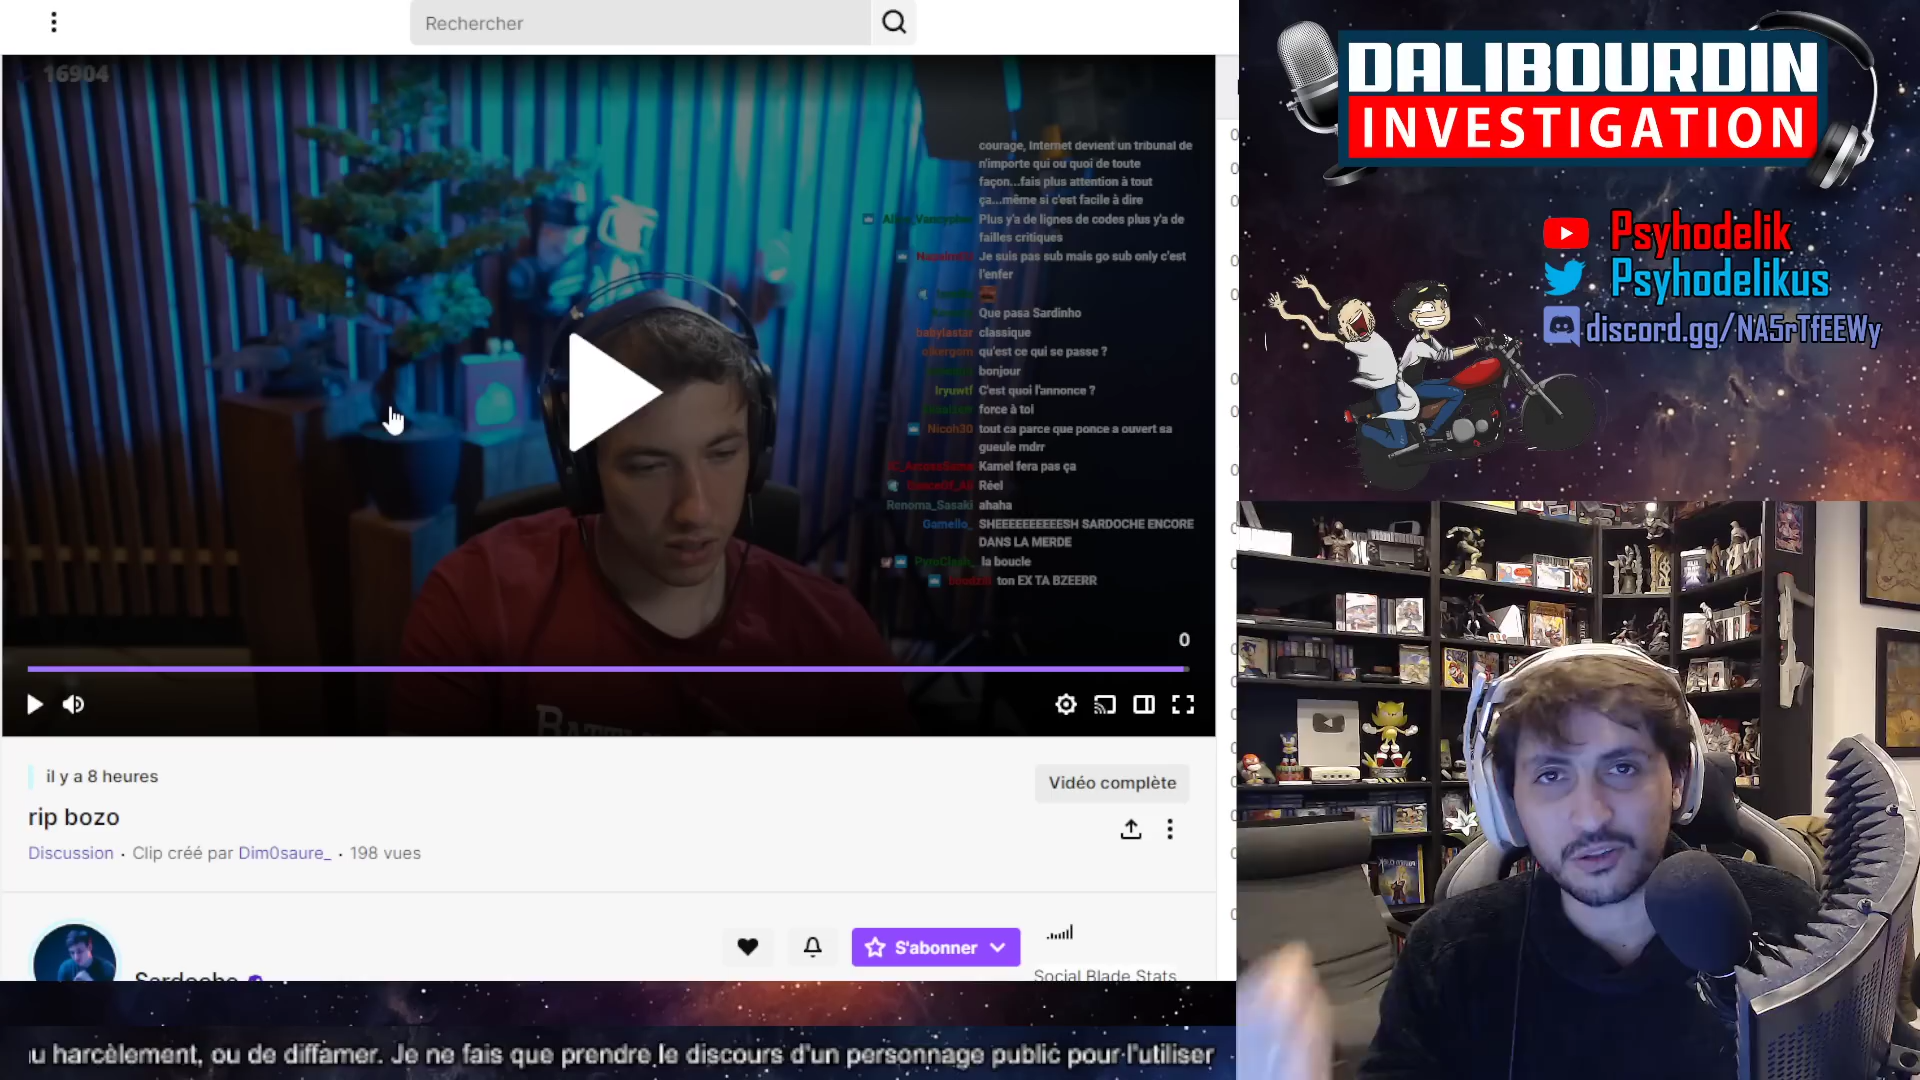 Rechercher
16904
courage, Internet devient un tribunal de
n'importe qui ou quoi de toute
façon...fais plus attention à tout
ça...même si c'est facile à dire
Plus y'a de lignes de codes plus y'a de
failles critiques
Je suis pas sub mais go sub only c'est
l'enfer
Que pasa Sardinho
babylastar classique
qu'est ce qui se passe ?
bonjour
Iryuwtf C'est quoi l'annonce ?
force à toi
Nicoh30 tout ca parce que ponce a ouvert sa
gueule mdrr
Kamel fera pas ça
Réel
Renoma_Sasaki ahaha
Gamello_ SHEEEEEEEEEESH SARDOCHE ENCORE
DANS LA MERDE
la boucle
ton EX TA BZEERR
0
il y a 8 heures
Vidéo complète
rip bozo
Discussion · Clip créé par Dim0saure_ · 198 vues
S'abonner
Sardoche
Social Blade Stats
u harcèlement, ou de diffamer. Je ne fais que prendre le discours d'un personnage public pour l'utiliser
DALIBOURDIN
INVESTIGATION
Psyhodelik
Psyhodelikus
discord.gg/NA5rTfEEWy